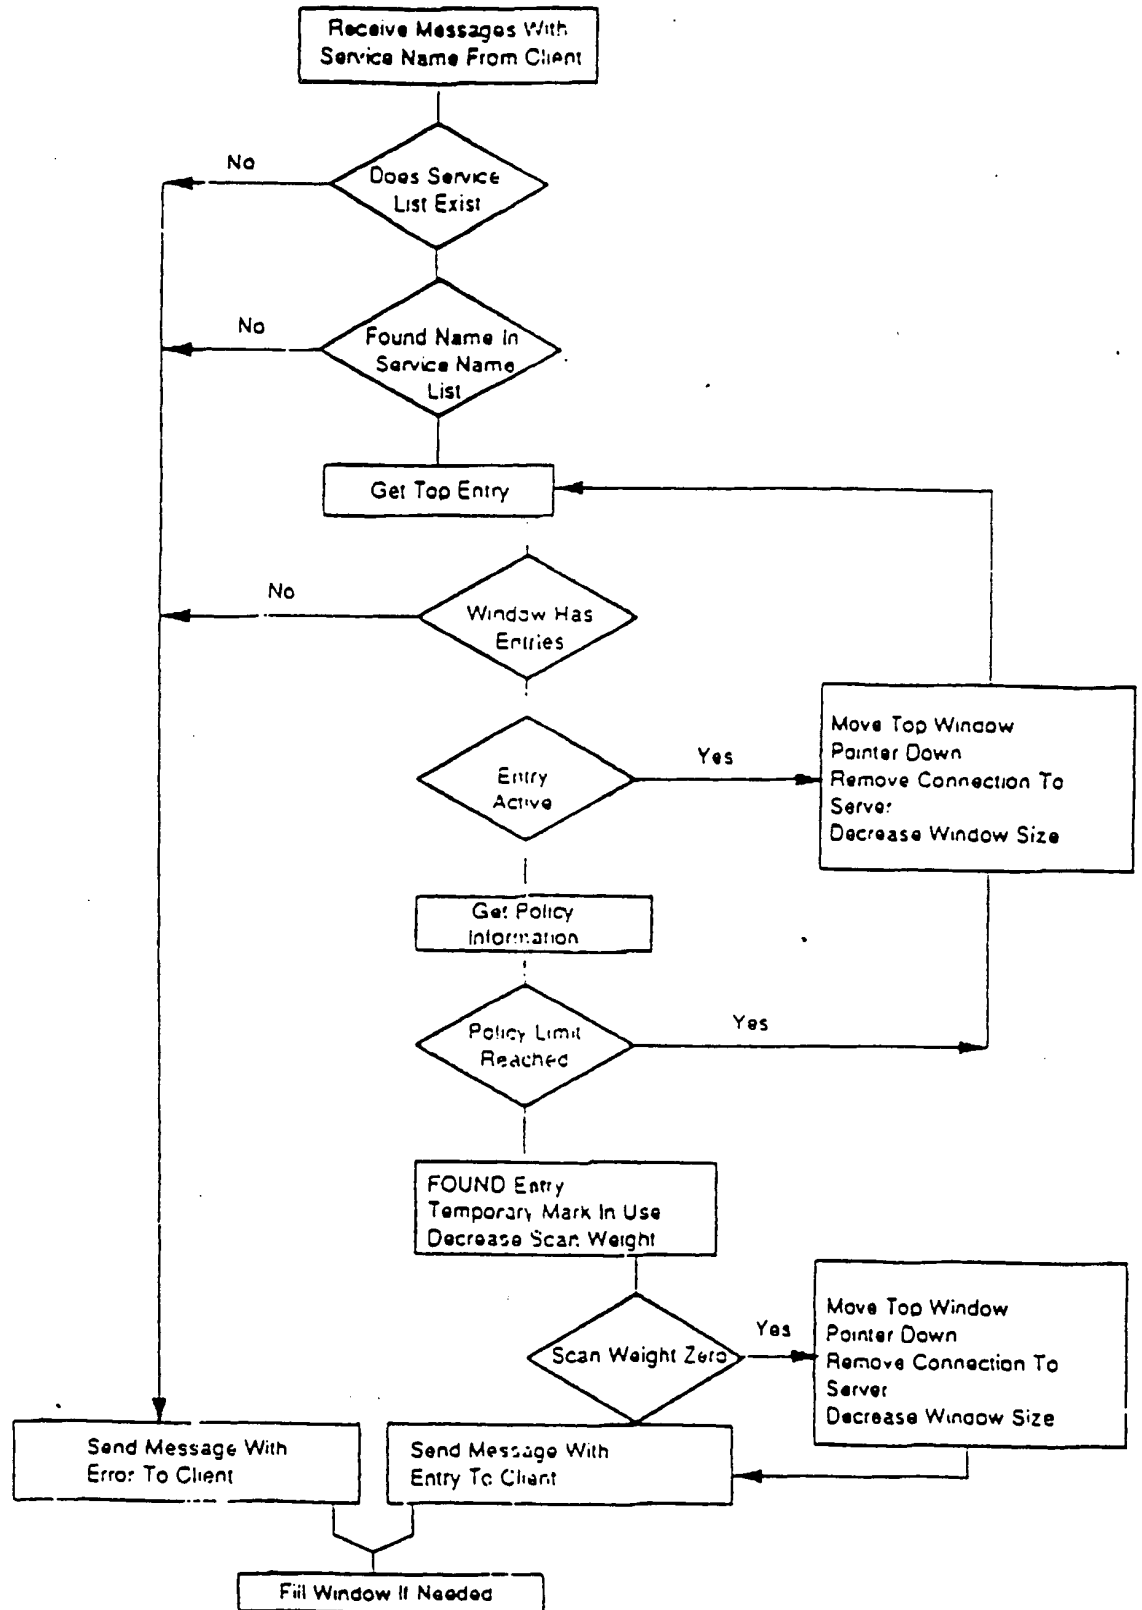 Receive Messages With
Service Name From Client
No
Does Service
List Exist
No
Found Name In
Service Name
List
Get Top Entry
No
Window Has
Entries
Move Top Window
Pointer Down
Remove Connection To
Server
Decrease Window Size
Yes
Entry
Active
Get Policy
Information
Policy Limit
Reached
Yes
FOUND Entry
Temporary Mark In Use
Decrease Scan Weight
Scan Weight Zero
Yes
Move Top Window
Pointer Down
Remove Connection To
Server
Decrease Window Size
Send Message With
Error To Client
Send Message With
Entry To Client
Fill Window If Needed